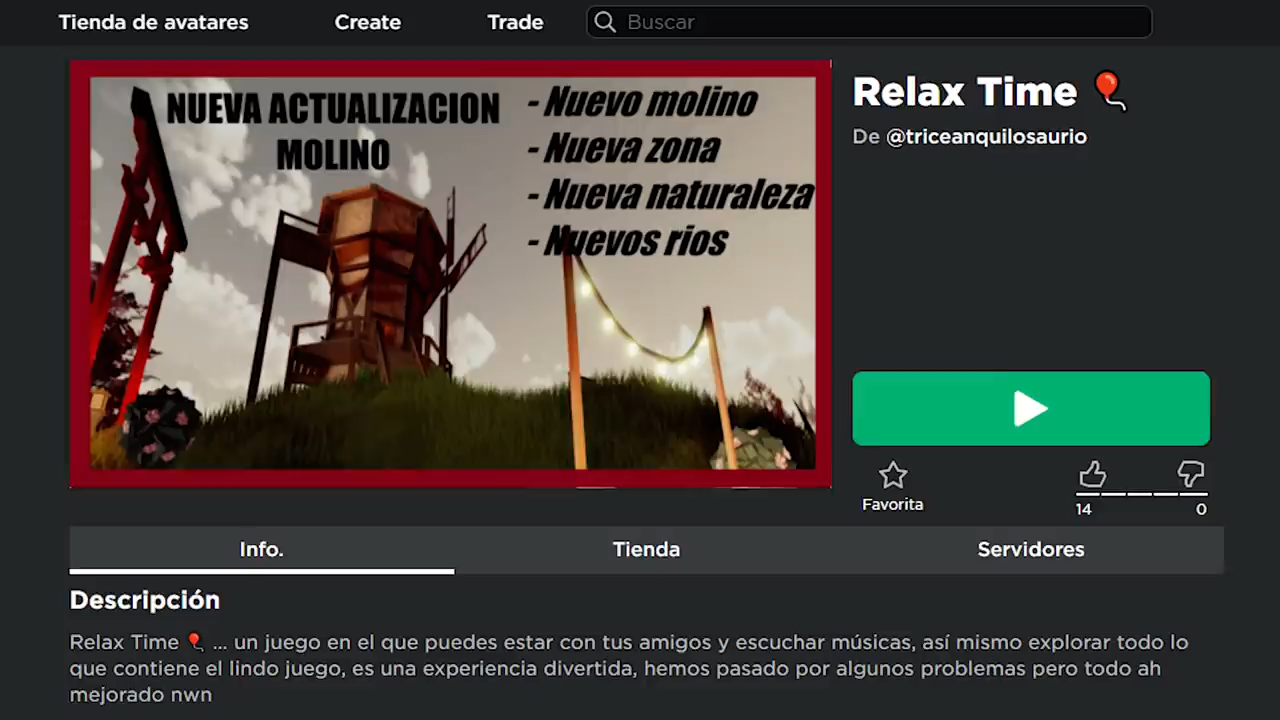 Tienda de avatares Create Trade Buscar
NUEVA ACTUALIZACION
MOLINO
- Nuevo molino
- Nueva zona
- Nueva naturaleza
- Nuevos rios
Relax Time 🎈
De @triceanquilosaurio
Favorita
14 0
Info. Tienda Servidores
Descripción
Relax Time 🎈 ... un juego en el que puedes estar con tus amigos y escuchar músicas, así mismo explorar todo lo
que contiene el lindo juego, es una experiencia divertida, hemos pasado por algunos problemas pero todo ah
mejorado nwn